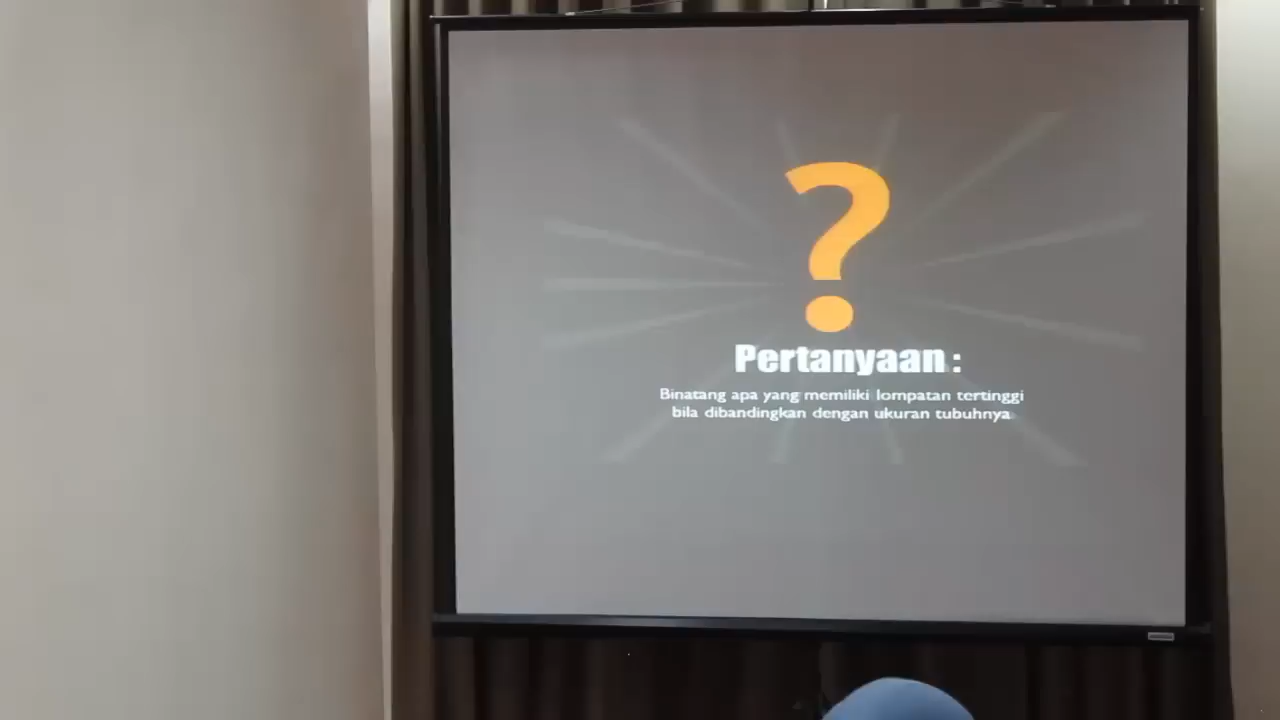 ?
Pertanyaan :
Binatang apa yang memiliki lompatan tertinggi
bila dibandingkan dengan ukuran tubuhnya